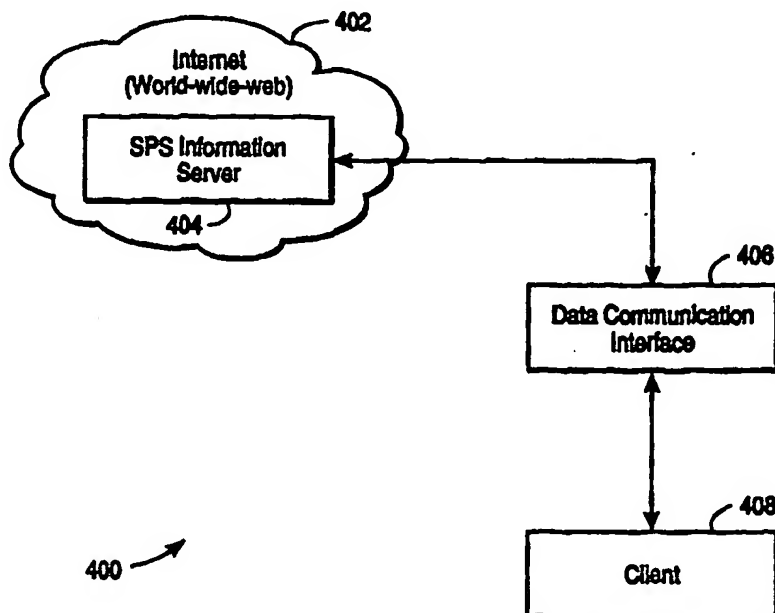 402
Internet
(World-wide-web)
SPS Information
Server
404
406
Data Communication
Interface
408
400
Client